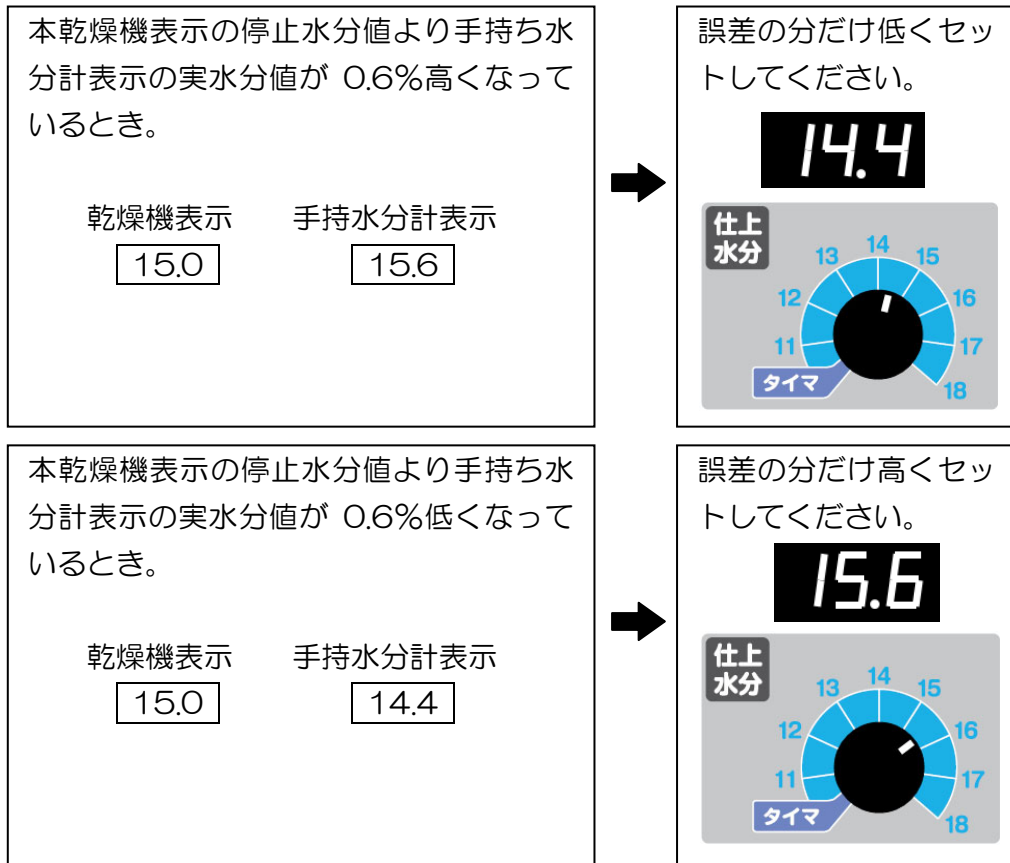 本乾燥機表示の停止水分値より手持ち水
分計表示の実水分値が 0.6%高くなって
いるとき。
乾燥機表示 手持水分計表示
15.0 15.6
誤差の分だけ低くセッ
トしてください。
14.4
仕上
水分
11
12
13
14
15
16
17
18
タイマ
本乾燥機表示の停止水分値より手持ち水
分計表示の実水分値が 0.6%低くなって
いるとき。
乾燥機表示 手持水分計表示
15.0 14.4
誤差の分だけ高くセッ
トしてください。
15.6
仕上
水分
11
12
13
14
15
16
17
18
タイマ